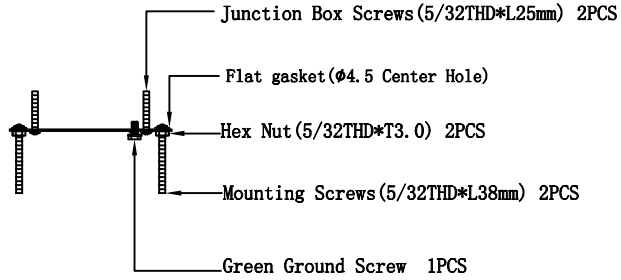 Junction Box Screws(5/32THD*L25mm) 2PCS
Flat gasket(Ø4.5 Center Hole)
Hex Nut(5/32THD*T3.0) 2PCS
Mounting Screws(5/32THD*L38mm) 2PCS
Green Ground Screw 1PCS